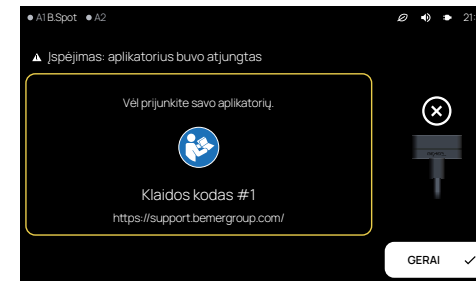 A1 B.Spot A2 21:
Įspėjimas: aplikatorius buvo atjungtas
Vėl prijunkite savo aplikatorių.
Klaidos kodas #1
https://support.bemergroup.com/
GERAI